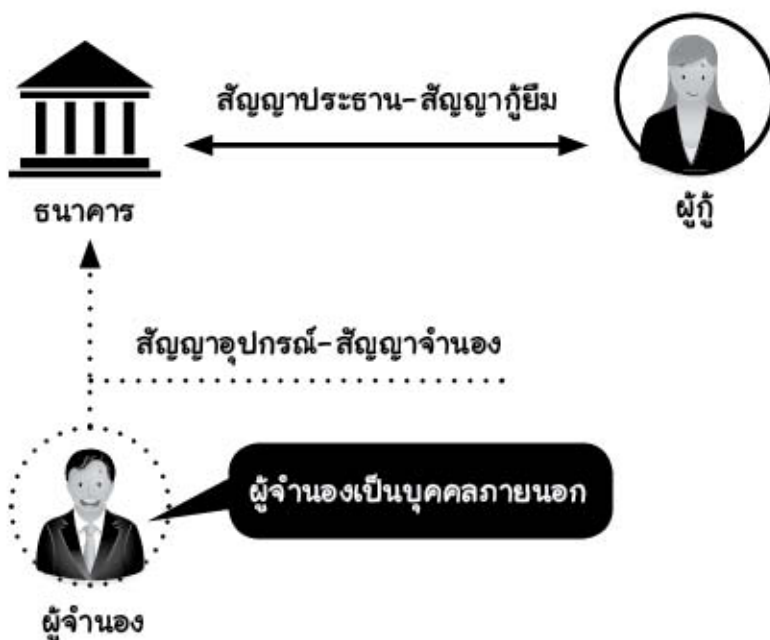 สัญญาประธาน-สัญญากู้ยืม
ธนาคาร
ผู้กู้
สัญญาอุปกรณ์-สัญญาจำนอง
ผู้จำนองเป็นบุคคลภายนอก
ผู้จำนอง